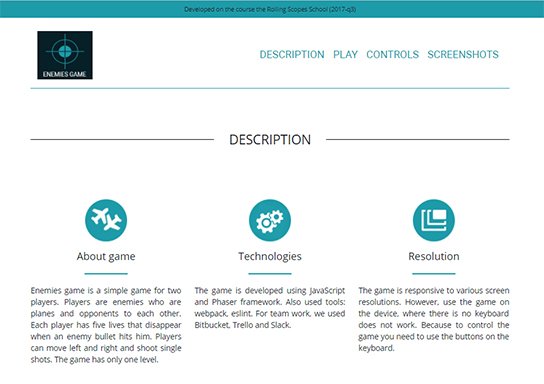 Developed on the course the Rolling Scopes School (2017-q3)
ENEMIES GAME
DESCRIPTION PLAY CONTROLS SCREENSHOTS
DESCRIPTION
About game
Enemies game is a simple game for two
players. Players are enemies who are
planes and opponents to each other.
Each player has five lives that disappear
when an enemy bullet hits him. Players
can move left and right and shoot single
shots. The game has only one level.
Technologies
The game is developed using JavaScript
and Phaser framework. Also used tools:
webpack, eslint. For team work, we used
Bitbucket, Trello and Slack.
Resolution
The game is responsive to various screen
resolutions. However, use the game on
the device, where there is no keyboard
does not work. Because to control the
game you need to use the buttons on the
keyboard.